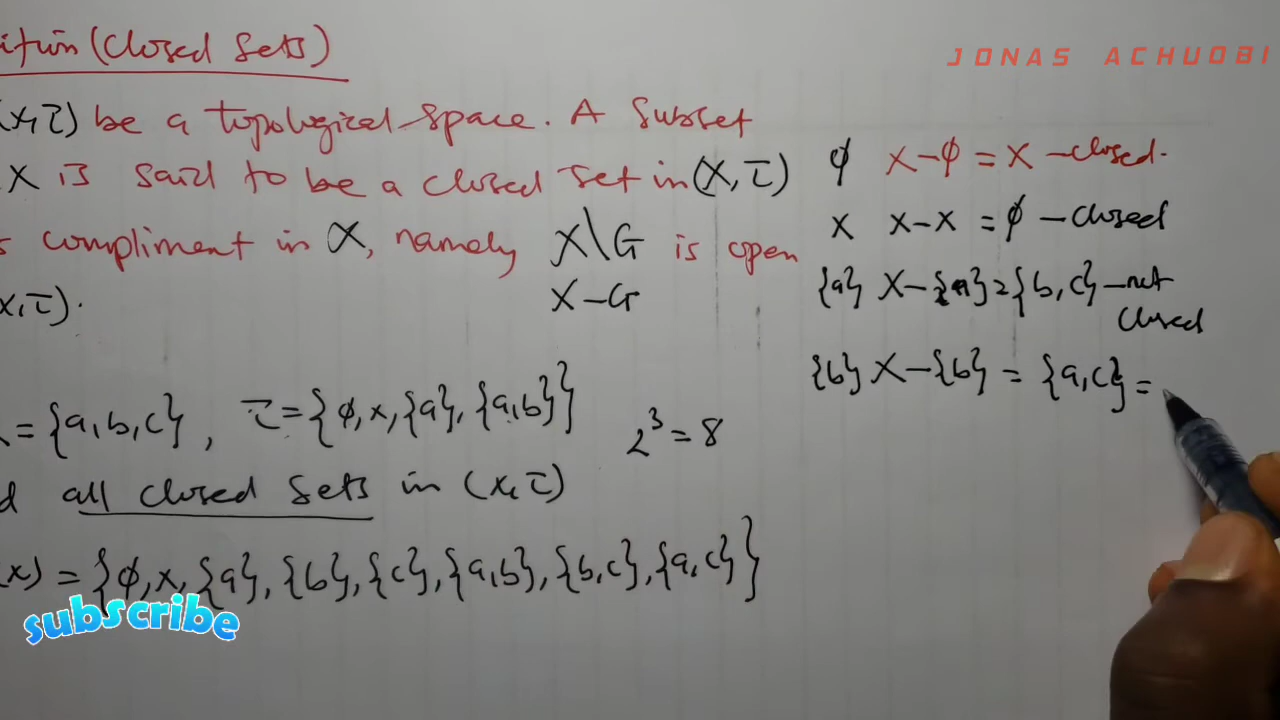 ition (Closed Sets)
JONAS ACHUOBI
(X,τ) be a topological space. A subset
X is said to be a closed set in (X,τ)
s compliment in X, namely X\G is open
X,τ).
X-G
= {a,b,c}, τ = {φ,x,{a},{a,b}}
2³ = 8
d all closed sets in (x,τ)
(x) = {φ,x,{a},{b},{c},{a,b},{b,c},{a,c}}
subscribe
φ X-φ = X -closed.
X X-X = φ -closed
{a} X-{a} = {b,c} -not
closed
{b} X-{b} = {a,c} =